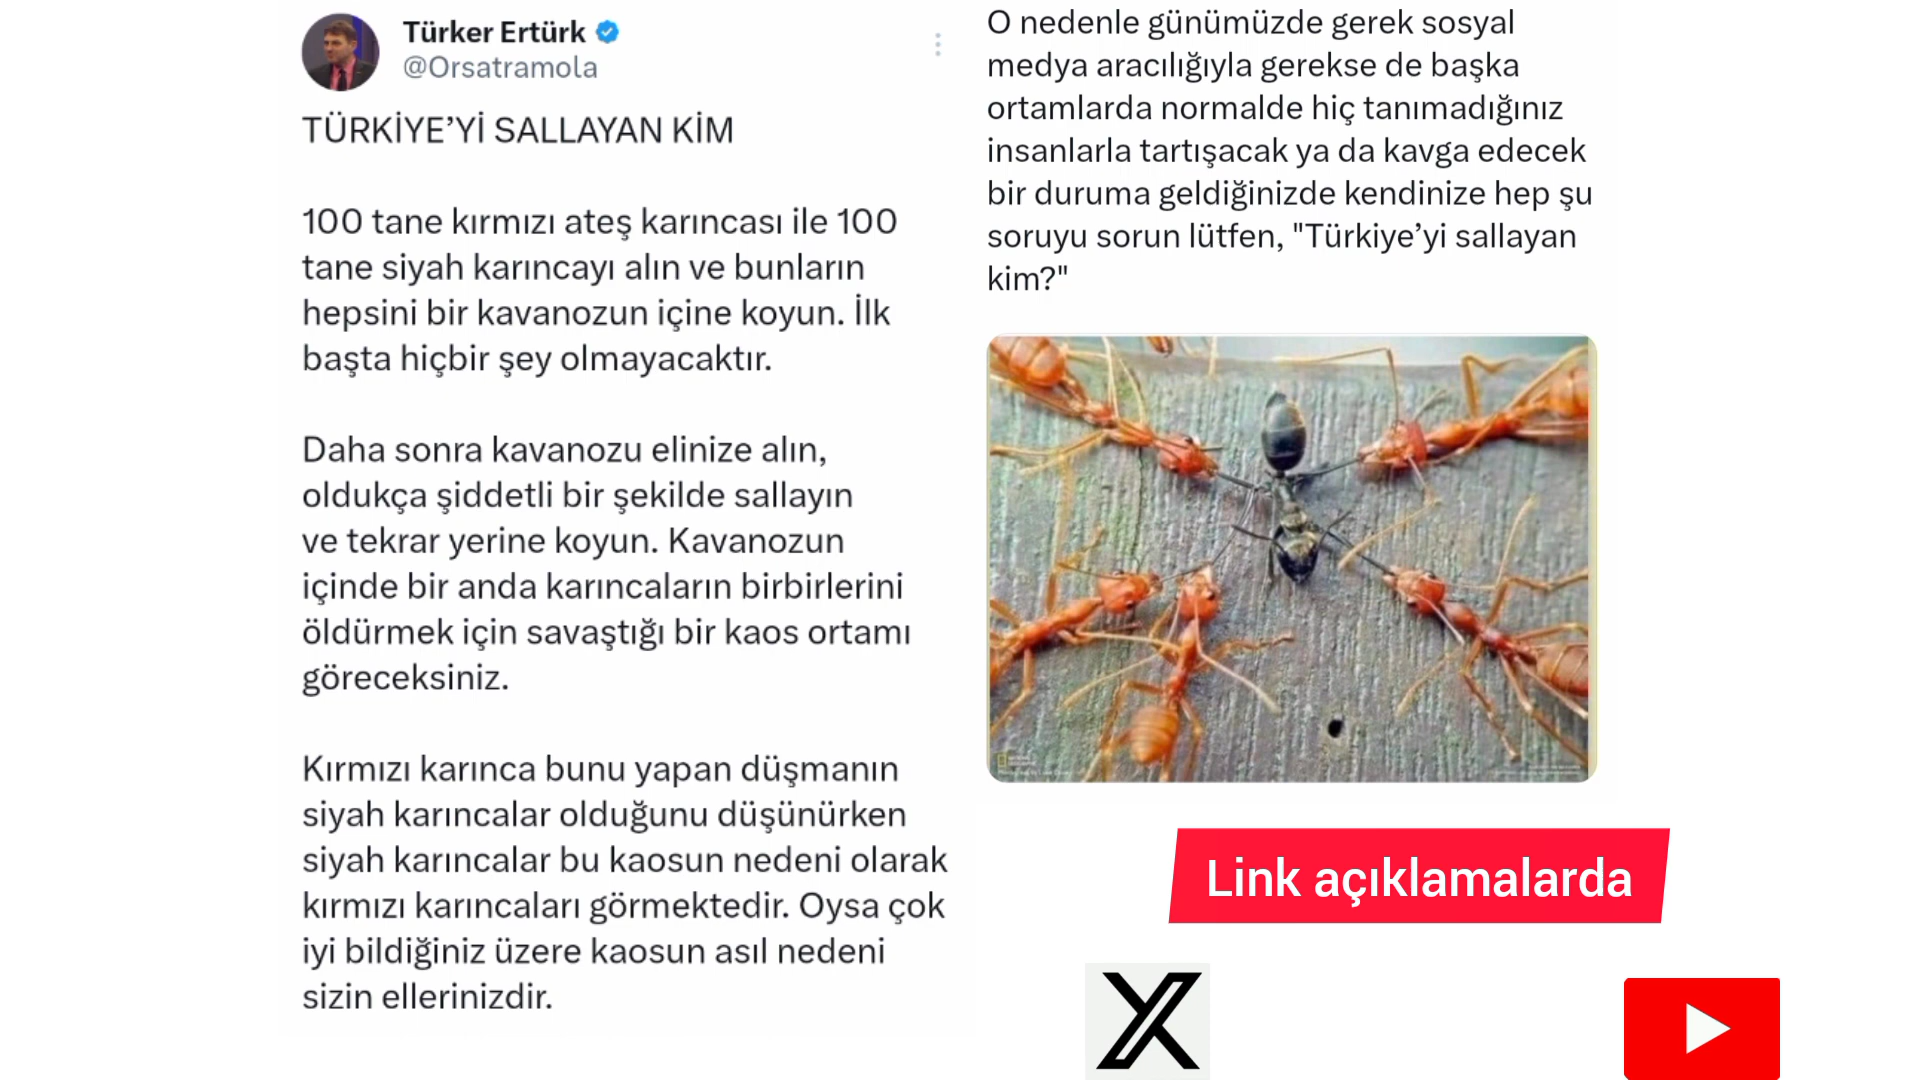 Türker Ertürk
@Orsatramola
TÜRKİYE’Yİ SALLAYAN KİM
100 tane kırmızı ateş karıncası ile 100
tane siyah karıncayı alın ve bunların
hepsini bir kavanozun içine koyun. İlk
başta hiçbir şey olmayacaktır.
Daha sonra kavanozu elinize alın,
oldukça şiddetli bir şekilde sallayın
ve tekrar yerine koyun. Kavanozun
içinde bir anda karıncaların birbirlerini
öldürmek için savaştığı bir kaos ortamı
göreceksiniz.
Kırmızı karınca bunu yapan düşmanın
siyah karıncalar olduğunu düşünürken
siyah karıncalar bu kaosun nedeni olarak
kırmızı karıncaları görmektedir. Oysa çok
iyi bildiğiniz üzere kaosun asıl nedeni
sizin ellerinizdir.
O nedenle günümüzde gerek sosyal
medya aracılığıyla gerekse de başka
ortamlarda normalde hiç tanımadığınız
insanlarla tartışacak ya da kavga edecek
bir duruma geldiğinizde kendinize hep şu
soruyu sorun lütfen, "Türkiye’yi sallayan
kim?"
Link açıklamalarda